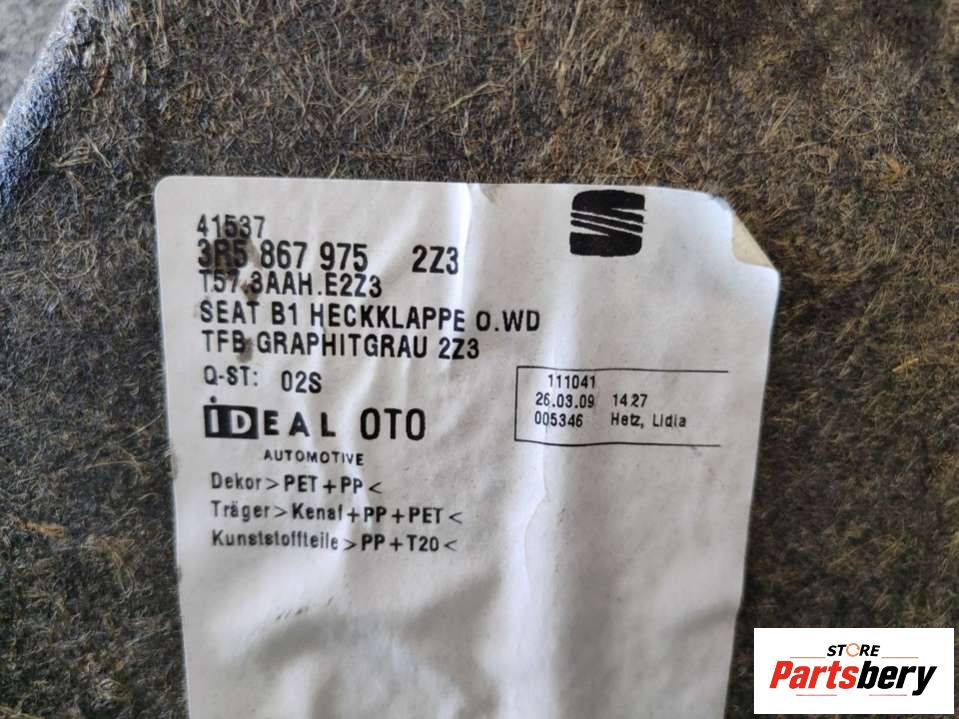 41537
3R5 867 975 2Z3
T57.3AAH.E2Z3
SEAT B1 HECKKLAPPE O.WD
TFB GRAPHITGRAU 2Z3
Q-ST: 02S
iDEAL OTO
AUTOMOTIVE
111041
26.03.09 14:27
005346 Hetz, Lidia
Dekor>PET+PP<
Träger>Kenaf+PP+PET<
Kunststoffteile>PP+T20<
STORE
Partsbery